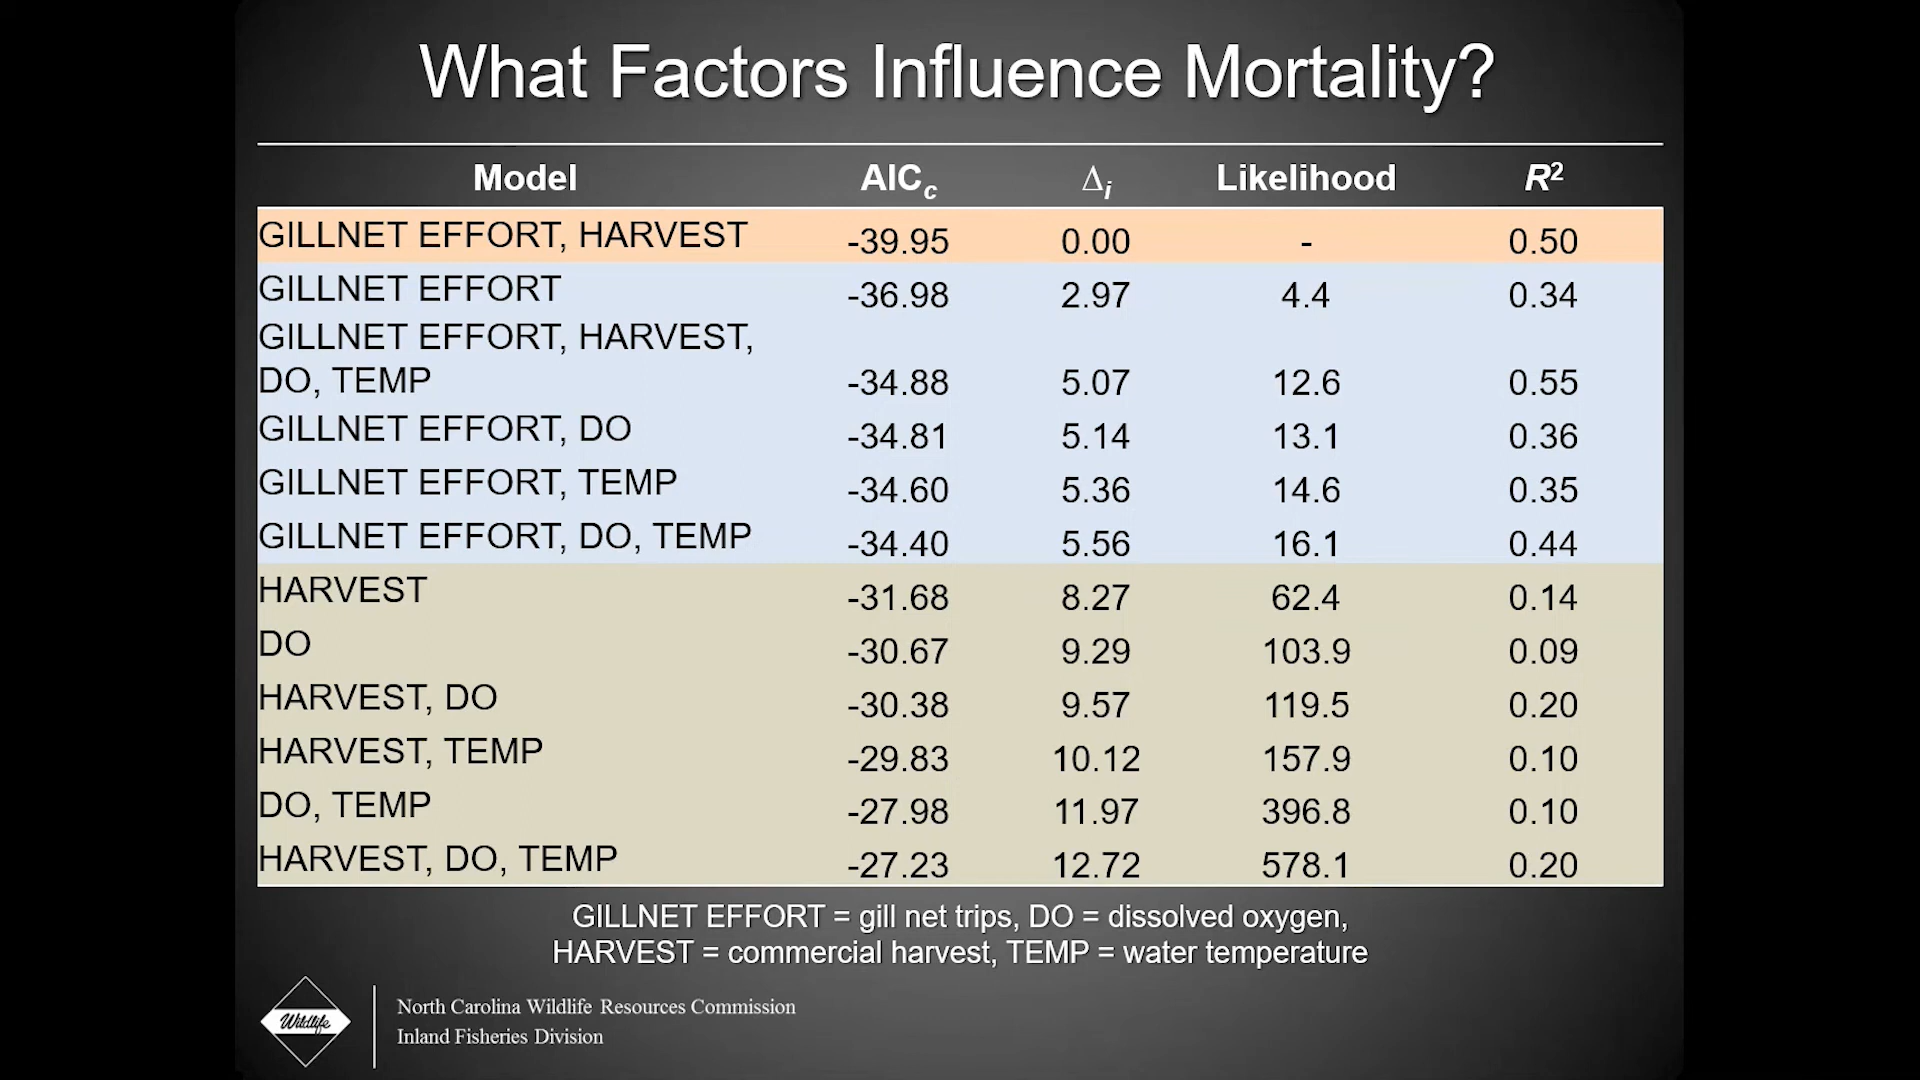 What Factors Influence Mortality?
Model AICc Δi Likelihood R²
GILLNET EFFORT, HARVEST -39.95 0.00 - 0.50
GILLNET EFFORT -36.98 2.97 4.4 0.34
GILLNET EFFORT, HARVEST,
DO, TEMP -34.88 5.07 12.6 0.55
GILLNET EFFORT, DO -34.81 5.14 13.1 0.36
GILLNET EFFORT, TEMP -34.60 5.36 14.6 0.35
GILLNET EFFORT, DO, TEMP -34.40 5.56 16.1 0.44
HARVEST -31.68 8.27 62.4 0.14
DO -30.67 9.29 103.9 0.09
HARVEST, DO -30.38 9.57 119.5 0.20
HARVEST, TEMP -29.83 10.12 157.9 0.10
DO, TEMP -27.98 11.97 396.8 0.10
HARVEST, DO, TEMP -27.23 12.72 578.1 0.20
GILLNET EFFORT = gill net trips, DO = dissolved oxygen,
HARVEST = commercial harvest, TEMP = water temperature
Wildlife
North Carolina Wildlife Resources Commission
Inland Fisheries Division